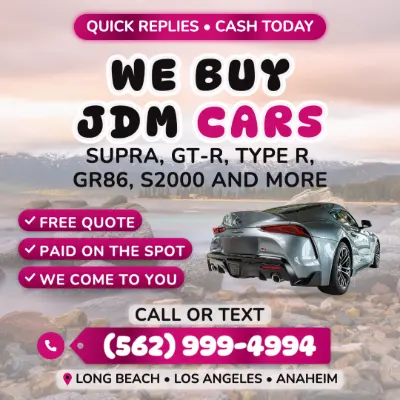 QUICK REPLIES • CASH TODAY
WE BUY
JDM CARS
SUPRA, GT-R, TYPE R,
GR86, S2000 AND MORE
FREE QUOTE
PAID ON THE SPOT
WE COME TO YOU
CALL OR TEXT
(562) 999-4994
LONG BEACH • LOS ANGELES • ANAHEIM